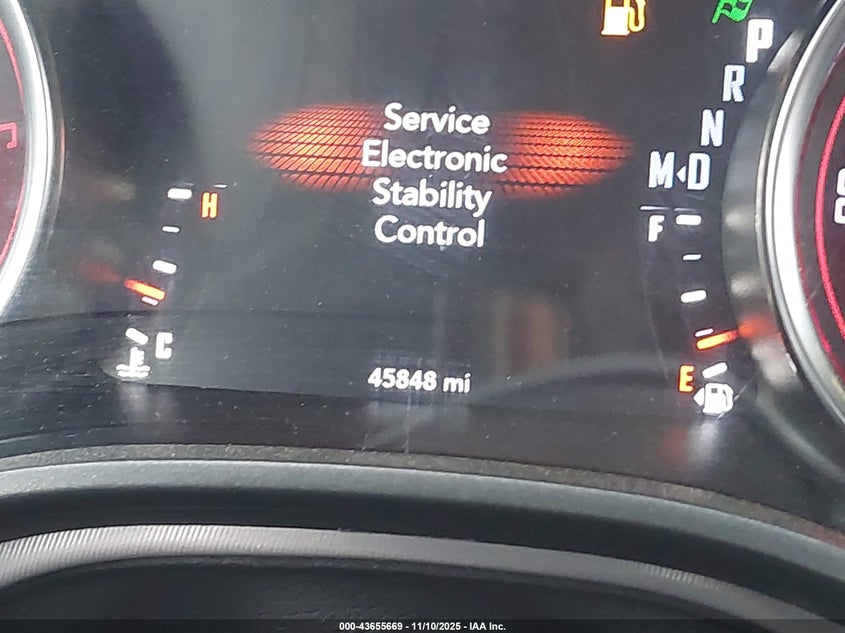 P
R
N
M◂D
Service
Electronic
Stability
Control
H
F
C
E
45848 mi
000-43655669 - 11/10/2025 - IAA Inc.